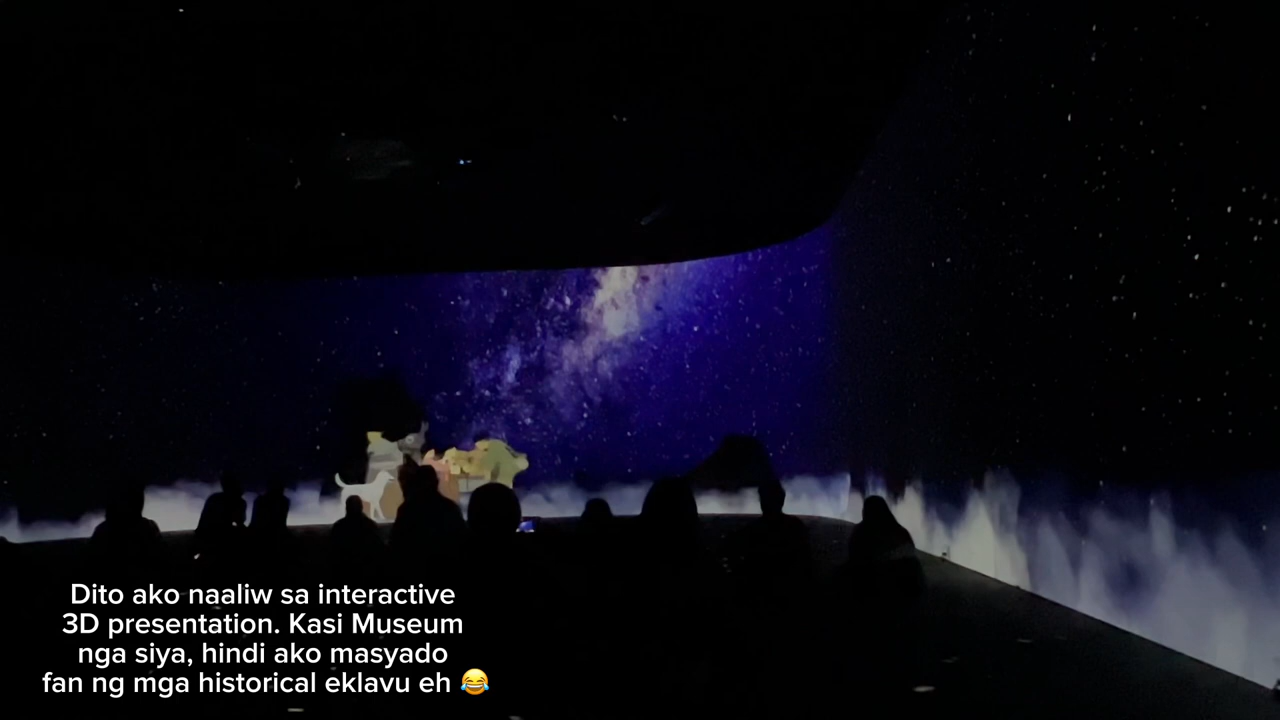 Dito ako naaliw sa interactive
3D presentation. Kasi Museum
nga siya, hindi ako masyado
fan ng mga historical eklavu eh 😂